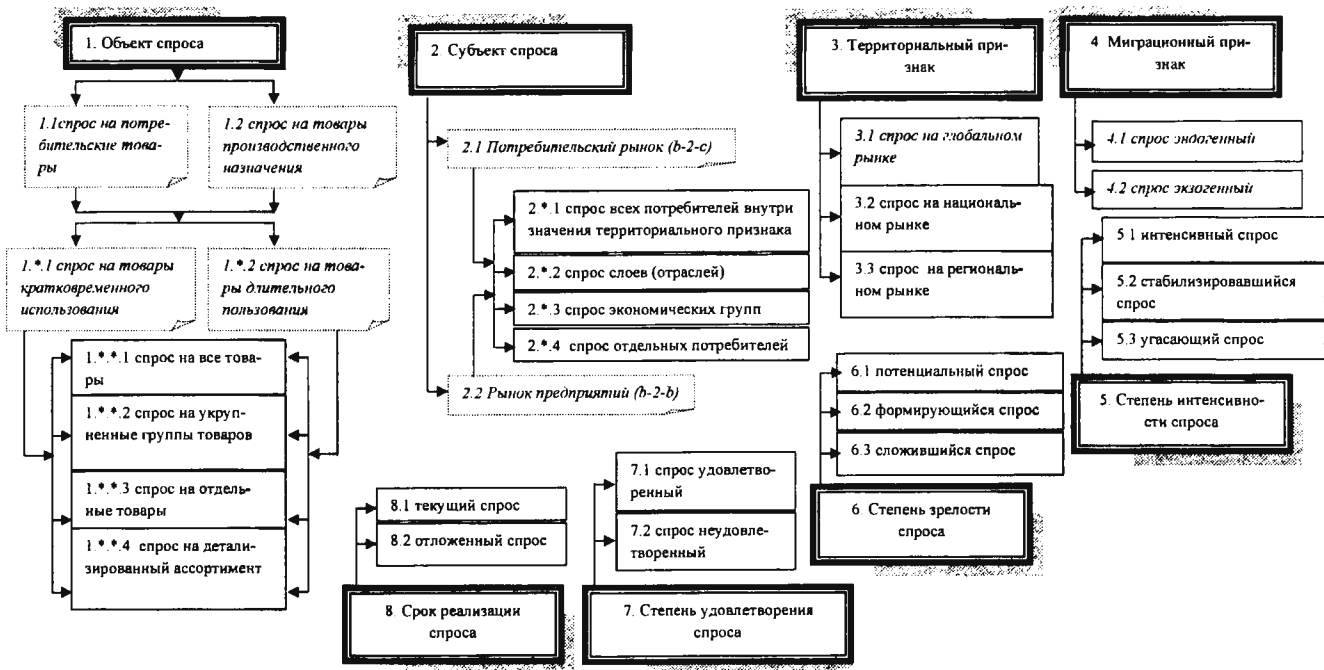 1. Объект спроса
1.1спрос на потре-
бительские това-
ры
1.2 спрос на товары
производственного
назначения
1.*.1 спрос на товары
кратковременного
использования
1.*.2 спрос на това-
ры длительного
пользования
1.*.*.1 спрос на все това-
ры
1.*.*.2 спрос на укруп-
ненные группы товаров
1.*.*.3 спрос на отдель-
ные товары
1.*.*.4 спрос на детали-
зированный ассортимент
2. Субъект спроса
2.1 Потребительский рынок (b-2-c)
2.*.1 спрос всех потребителей внутри
значения территориального признака
2.*.2 спрос слоев (отраслей)
2.*.3 спрос экономических групп
2.*.4 спрос отдельных потребителей
2.2 Рынок предприятий (b-2-b)
3. Территориальный при-
знак
3.1 спрос на глобальном
рынке
3.2 спрос на националь-
ном рынке
3.3 спрос на региональ-
ном рынке
4 Миграционный при-
знак
4.1 спрос эндогенный
4.2 спрос экзогенный
5.1 интенсивный спрос
5.2 стабилизировавшийся
спрос
5.3 угасающий спрос
5. Степень интенсивно-
сти спроса
6.1 потенциальный спрос
6.2 формирующийся спрос
6.3 сложившийся спрос
6. Степень зрелости
спроса
7.1 спрос удовлетво-
ренный
7.2 спрос неудовле-
творенный
7. Степень удовлетворения
спроса
8.1 текущий спрос
8.2 отложенный спрос
8. Срок реализации
спроса